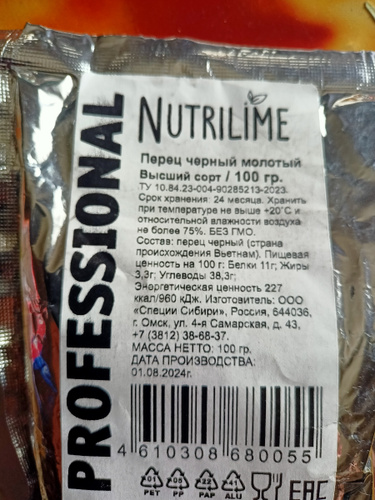 PROFESSIONAL
NUTRILIME
Перец черный молотый
Высший сорт / 100 гр.
ТУ 10.84.23-004-90285213-2023.
Срок хранения: 24 месяца. Хранить
при температуре не выше +20°С и
относительной влажности воздуха
не более 75%. БЕЗ ГМО.
Состав: перец черный (страна
происхождения Вьетнам). Пищевая
ценность на 100 г: Белки 11г; Жиры
3,3г; Углеводы 38,3г;
Энергетическая ценность 227
ккал/960 кДж. Изготовитель: ООО
«Специи Сибири», Россия, 644036,
г. Омск, ул. 4-я Самарская, д. 43,
+7 (3812) 38-68-37.
МАССА НЕТТО: 100 гр.
ДАТА ПРОИЗВОДСТВА:
01.08.2024г.
4 610308 680055
01 05 22 41
PET PP PAP ALU
EAC